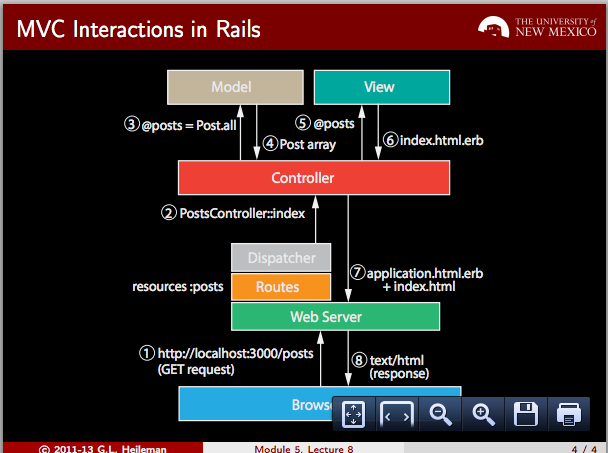 MVC Interactions in Rails
THE UNIVERSITY of
NEW MEXICO
Model
View
③ @posts = Post.all
④ Post array
⑤ @posts
⑥ index.html.erb
Controller
② PostsController::index
Dispatcher
resources :posts
Routes
⑦ application.html.erb
+ index.html
Web Server
① http://localhost:3000/posts
(GET request)
⑧ text/html
(response)
© 2011-13 G.L. Heileman
Module 5, Lecture 8
4 / 4